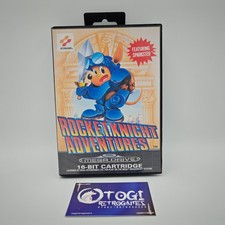 KONAMI
FEATURING
SPARKSTER
ROCKET KNIGHT
ADVENTURES
MEGA DRIVE
16-BIT CARTRIDGE
OTOGI
RETROGAMES